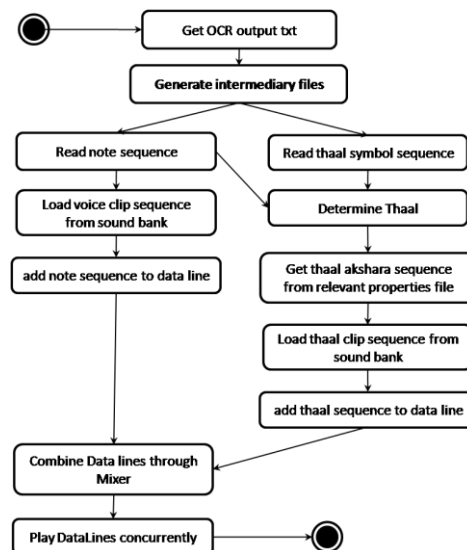 Get OCR output txt
Generate intermediary files
Read note sequence
Read thaal symbol sequence
Load voice clip sequence
from sound bank
Determine Thaal
add note sequence to data line
Get thaal akshara sequence
from relevant properties file
Load thaal clip sequence from
sound bank
add thaal sequence to data line
Combine Data lines through
Mixer
Play DataLines concurrently